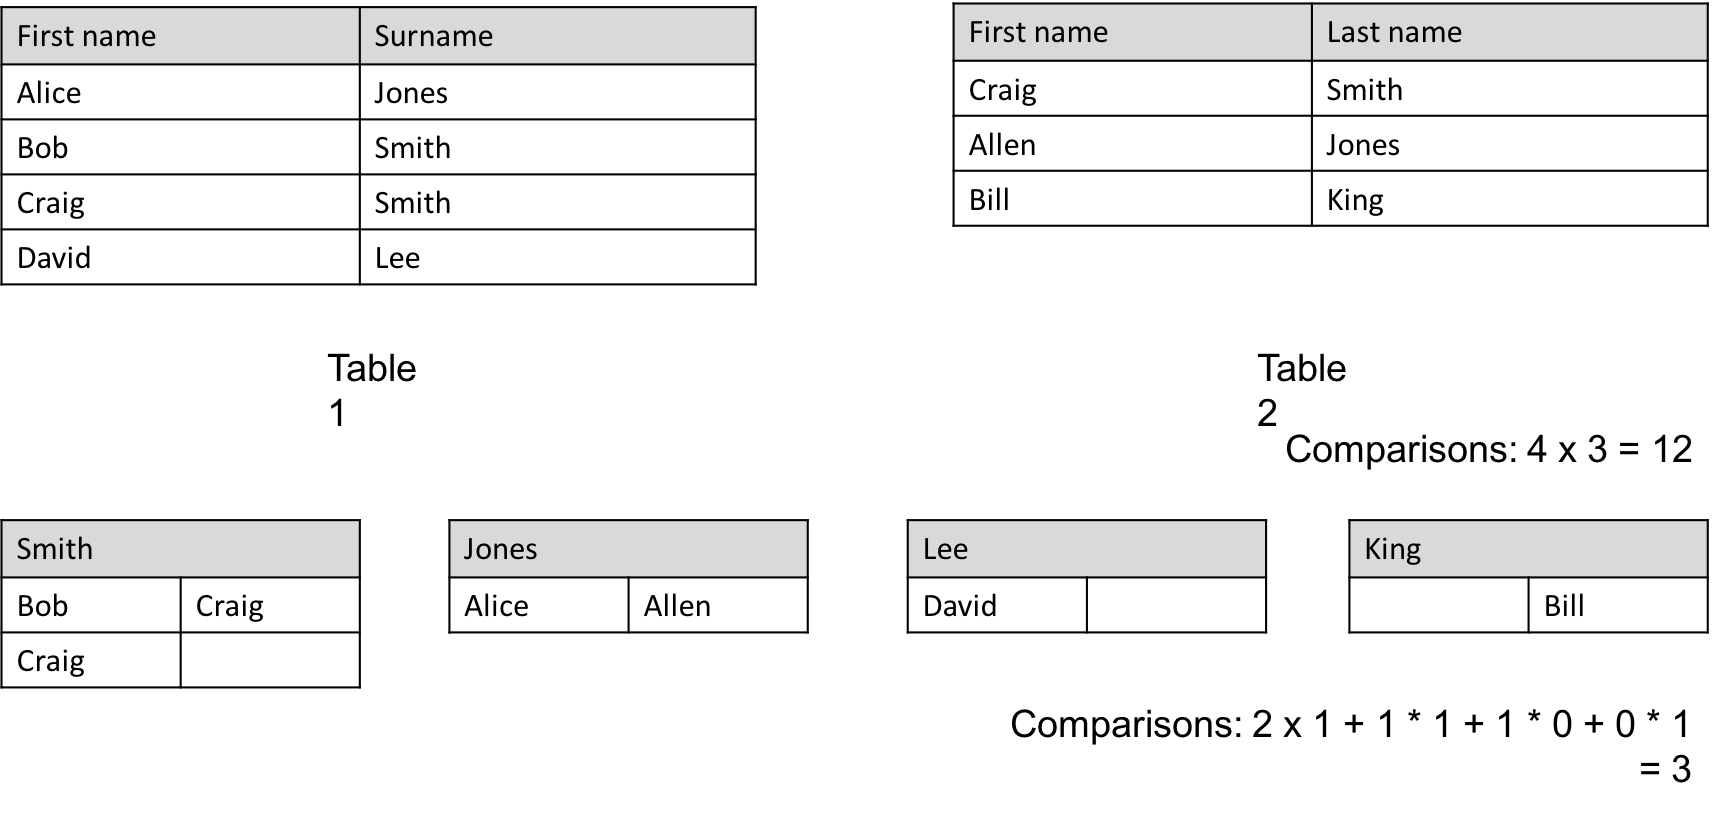 First name Surname
Alice Jones
Bob Smith
Craig Smith
David Lee
First name Last name
Craig Smith
Allen Jones
Bill King
Table
1
Table
2
Comparisons: 4 x 3 = 12
Smith
Bob Craig
Craig
Jones
Alice Allen
Lee
David
King
Bill
Comparisons: 2 x 1 + 1 * 1 + 1 * 0 + 0 * 1
= 3